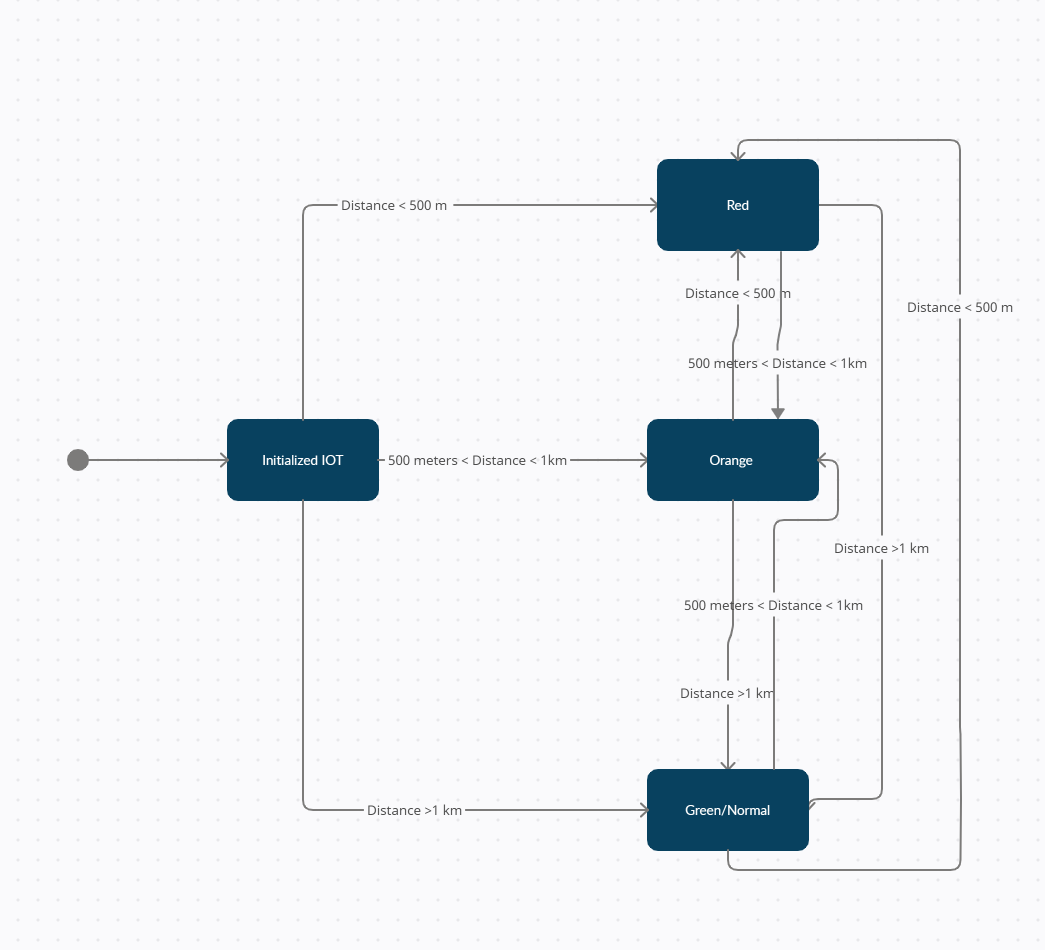 Distance < 500 m
Red
Distance < 500 m
Distance < 500 m
500 meters < Distance < 1km
Initialized IOT
500 meters < Distance < 1km
Orange
Distance >1 km
500 meters < Distance < 1km
Distance >1 km
Distance >1 km
Green/Normal